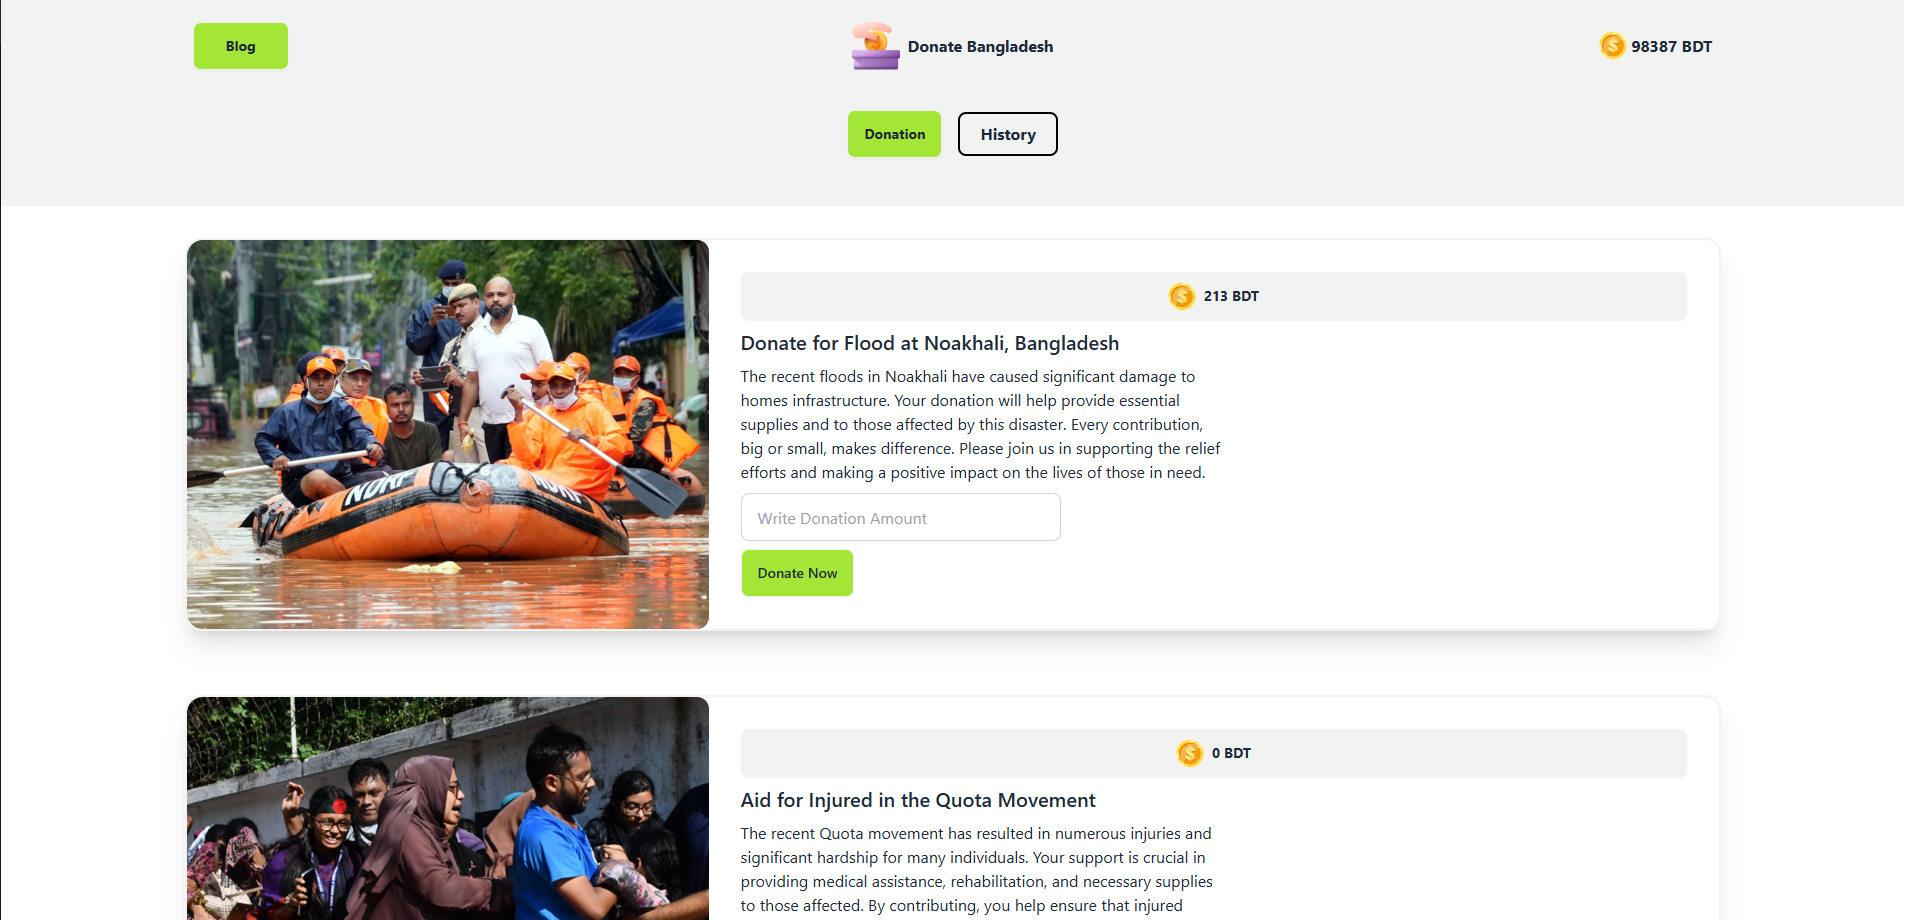 Blog
Donate Bangladesh
98387 BDT
Donation
History
213 BDT
Donate for Flood at Noakhali, Bangladesh
The recent floods in Noakhali have caused significant damage to
homes infrastructure. Your donation will help provide essential
supplies and to those affected by this disaster. Every contribution,
big or small, makes difference. Please join us in supporting the relief
efforts and making a positive impact on the lives of those in need.
Write Donation Amount
Donate Now
NDRF
0 BDT
Aid for Injured in the Quota Movement
The recent Quota movement has resulted in numerous injuries and
significant hardship for many individuals. Your support is crucial in
providing medical assistance, rehabilitation, and necessary supplies
to those affected. By contributing, you help ensure that injured